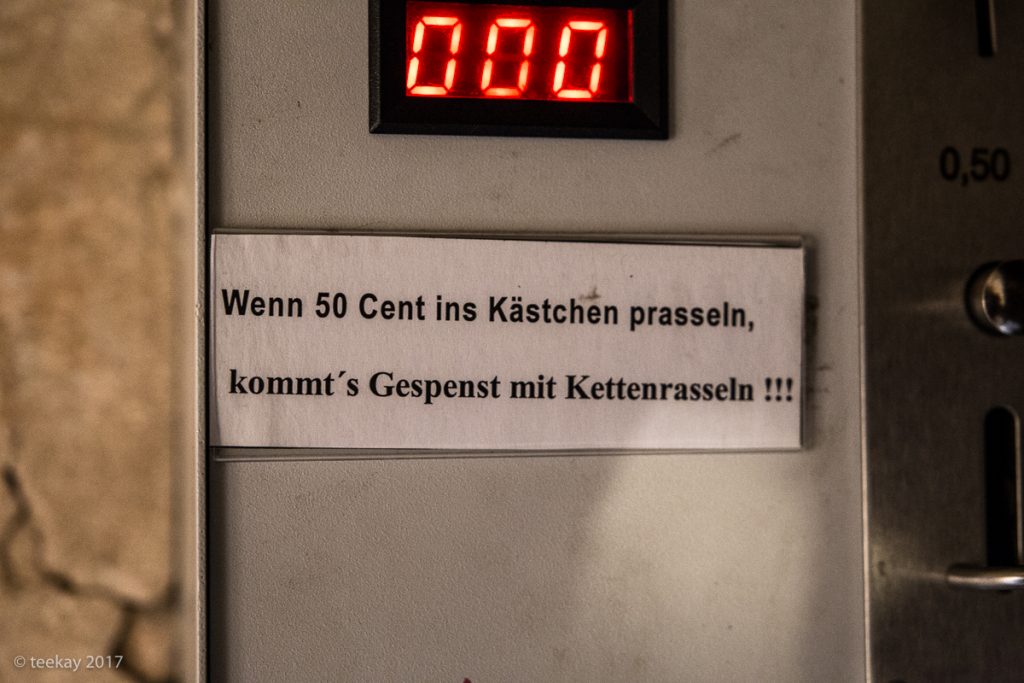 000
0,50
Wenn 50 Cent ins Kästchen prasseln,
kommt´s Gespenst mit Kettenrasseln !!!
© teekay 2017